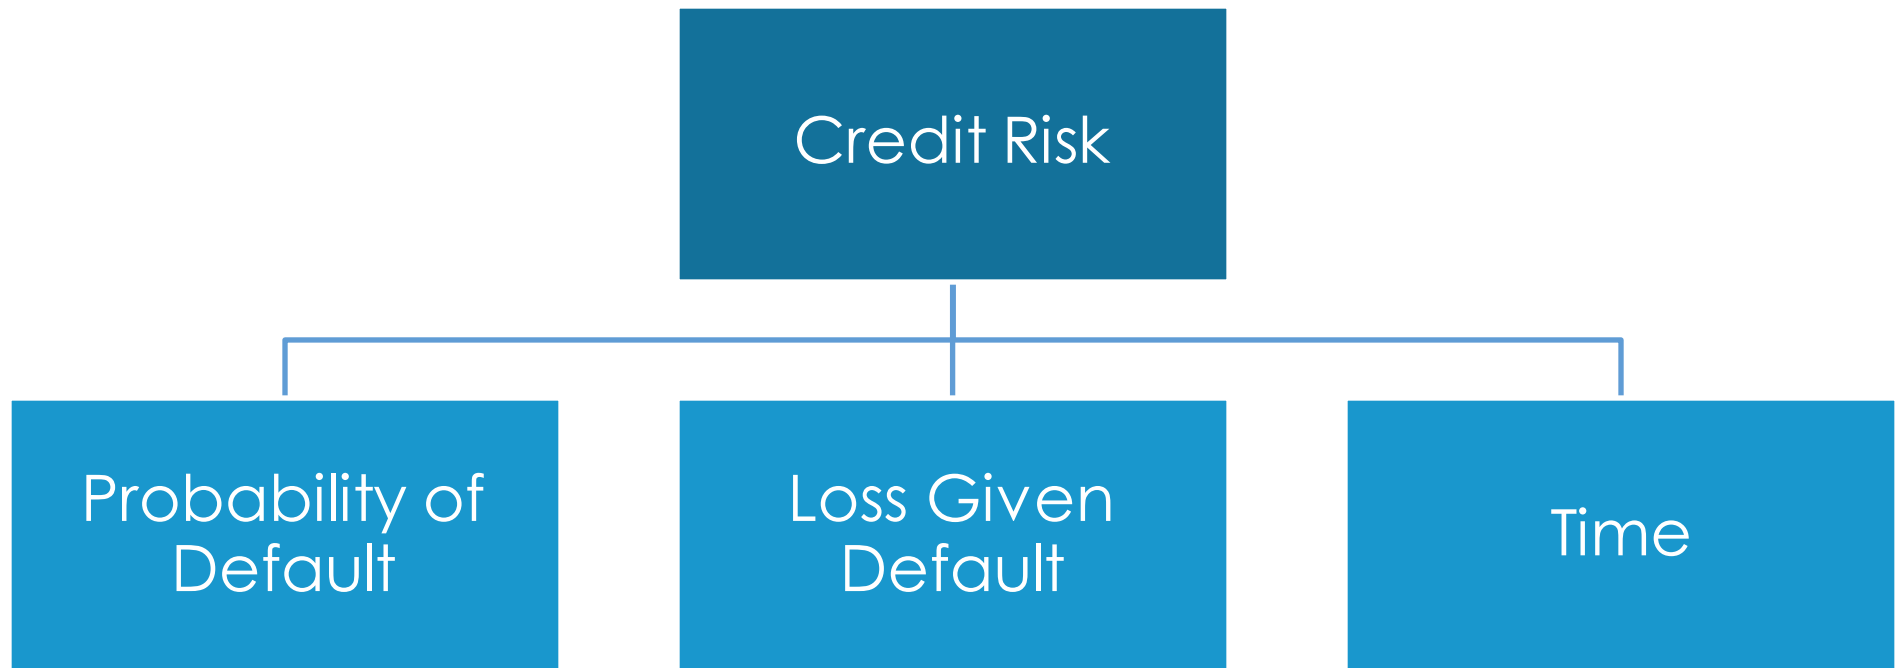 Credit Risk
Probability of
Default
Loss Given
Default
Time